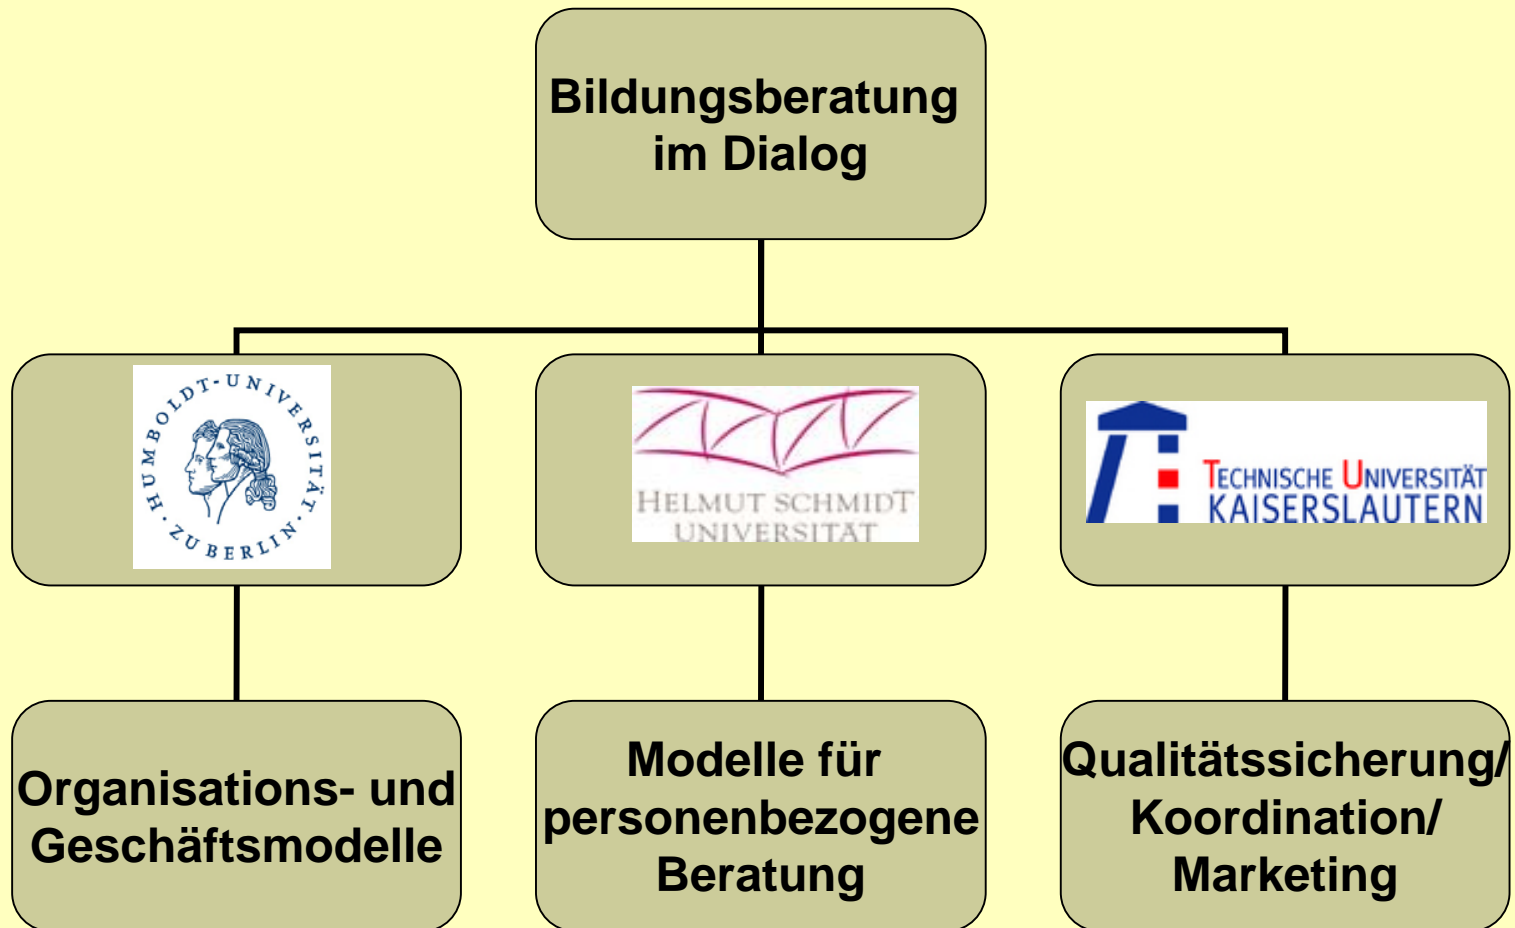 Bildungsberatung
im Dialog
HUMBOLDT-UNIVERSITÄT
ZU BERLIN
HELMUT SCHMIDT
UNIVERSITÄT
TECHNISCHE UNIVERSITÄT
KAISERSLAUTERN
Organisations- und
Geschäftsmodelle
Modelle für
personenbezogene
Beratung
Qualitätssicherung/
Koordination/
Marketing